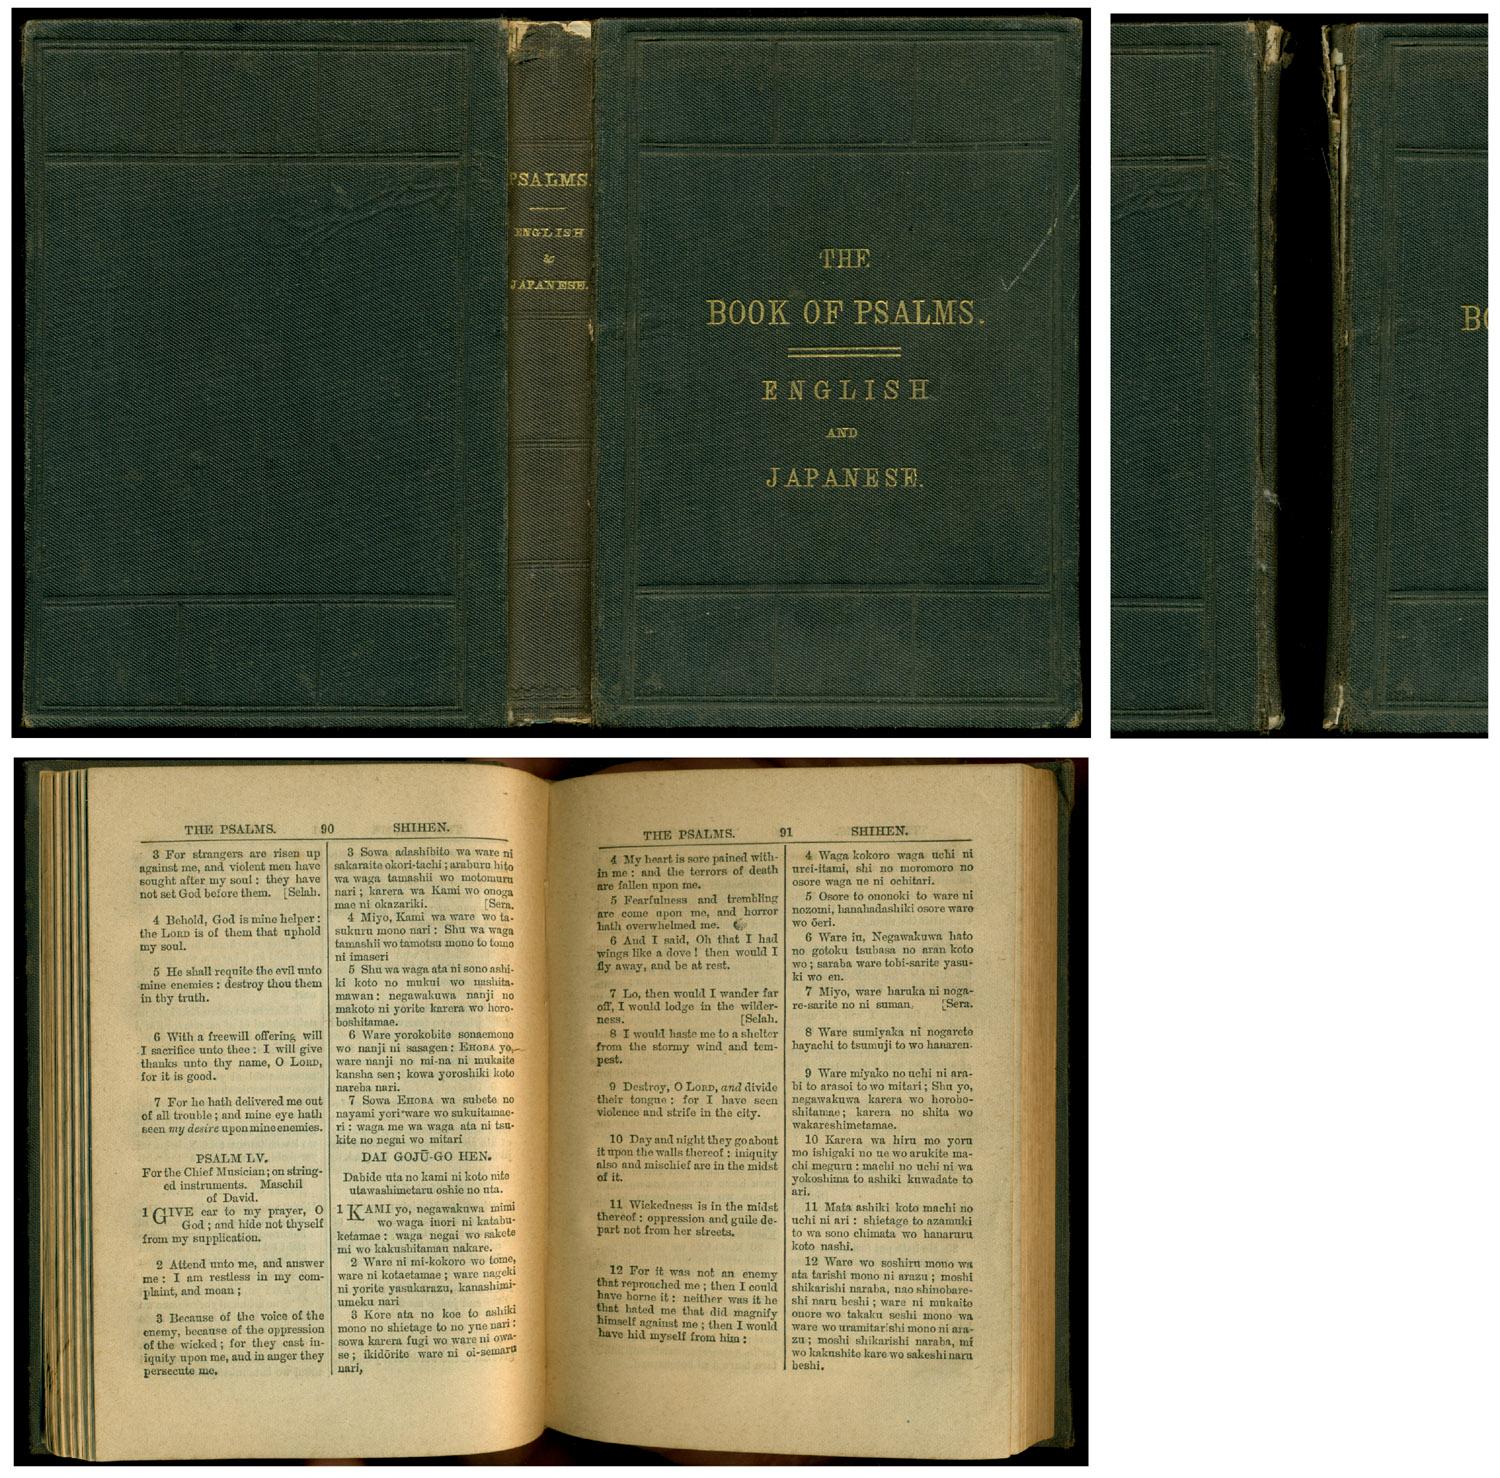 PSALMS.
ENGLISH
&
JAPANESE.
THE
BOOK OF PSALMS.
ENGLISH
AND
JAPANESE.
B
THE PSALMS. 90 SHIHEN.
3 For strangers are risen up
against me, and violent men have
sought after my soul: they have
not set God before them. [Selah.
4 Behold, God is mine helper:
the LORD is of them that uphold
my soul.
5 He shall requite the evil unto
mine enemies: destroy thou them
in thy truth.
6 With a freewill offering will
I sacrifice unto thee: I will give
thanks unto thy name, O LORD,
for it is good.
7 For he hath delivered me out
of all trouble; and mine eye hath
seen my desire upon mine enemies.
PSALM LV.
For the Chief Musician; on string-
ed instruments. Maschil
of David.
1 GIVE ear to my prayer, O
God; and hide not thyself
from my supplication.
2 Attend unto me, and answer
me: I am restless in my com-
plaint, and moan;
3 Because of the voice of the
enemy, because of the oppression
of the wicked; for they cast in-
iquity upon me, and in anger they
persecute me.
3 Sowa adashibito wa ware ni
sakaraite okori-tachi; araburu hito
wa waga tamashii wo motomuru
nari; karera wa Kami wo onoga
mae ni okazariki. [Sera.
4 Miyo, Kami wa ware wo ta-
sukuru mono nari: Shu wa waga
tamashii wo tamotsu mono to tomo
ni imaseri
5 Shu wa waga ata ni sono ashi-
ki koto no mukui wo nashita-
mawan: negawakuwa nanji no
makoto ni yorite karera wo horo-
boshitamae.
6 Ware yorokobite sonaemono
wo nanji ni sasagen: EHOBA yo,
ware nanji no mi-na ni mukaite
kansha sen; kowa yoroshiki koto
nareba nari.
7 Sowa EHOBA wa subete no
nayami yori ware wo sukuitamae-
ri: waga me wa waga ata ni tsu-
kite no negai wo mitari
DAI GOJŪ-GO HEN.
Dabide uta no kami ni koto nite
utawashimetaru oshie no uta.
1 KAMI yo, negawakuwa mimi
wo waga inori ni katabu-
ketamae: waga negai wo sakete
mi wo kakushitamau nakare.
2 Ware ni mi-kokoro wo tome,
ware ni kotaetamae; ware nageki
ni yorite yasukarazu, kanashimi-
umeku nari
3 Kore ata no koe to ashiki
mono no shietage to no yue nari:
sowa karera fugi wo ware ni owa-
se; ikidōrite ware ni oi-semaru
nari,
THE PSALMS. 91 SHIHEN.
4 My heart is sore pained with-
in me: and the terrors of death
are fallen upon me.
5 Fearfulness and trembling
are come upon me, and horror
hath overwhelmed me.
6 And I said, Oh that I had
wings like a dove! then would I
fly away, and be at rest.
7 Lo, then would I wander far
off, I would lodge in the wilder-
ness. [Selah.
8 I would haste me to a shelter
from the stormy wind and tem-
pest.
9 Destroy, O LORD, and divide
their tongue: for I have seen
violence and strife in the city.
10 Day and night they go about
it upon the walls thereof: iniquity
also and mischief are in the midst
of it.
11 Wickedness is in the midst
thereof: oppression and guile de-
part not from her streets.
12 For it was not an enemy
that reproached me; then I could
have borne it: neither was it he
that hated me that did magnify
himself against me; then I would
have hid myself from him:
4 Waga kokoro waga uchi ni
urei-itami, shi no moromoro no
osore waga ue ni ochitari.
5 Osore to ononoki to ware ni
nozomi, hanahadashiki osore ware
wo ōeri.
6 Ware iu, Negawakuwa hato
no gotoku tsubasa no aran koto
wo; saraba ware tobi-sarite yasu-
ki wo en.
7 Miyo, ware haruka ni noga-
re-sarite no ni suman. [Sera.
8 Ware sumiyaka ni nogarete
hayachi to tsumuji to wo hanaren.
9 Ware miyako no uchi ni ara-
bi to arasoi to wo mitari; Shu yo,
negawakuwa karera wo horobo-
shitamae; karera no shita wo
wakareshimetamae.
10 Karera wa hiru mo yoru
mo ishigaki no ue wo arukite ma-
chi meguru: machi no uchi ni wa
yokoshima to ashiki kuwadate to
ari.
11 Mata ashiki koto machi no
uchi ni ari: shietage to azamuki
to wa sono chimata wo hanaruru
koto nashi.
12 Ware wo soshiru mono wa
ata tarishi mono ni arazu; moshi
shikarishi naraba, nao shinobare-
shi naru beshi; ware ni mukaite
onore wo takaku seshi mono wa
ware wo uramitarishi mono ni ara-
zu; moshi shikarishi naraba, mi
wo kakushite kare wo sakeshi naru
beshi.